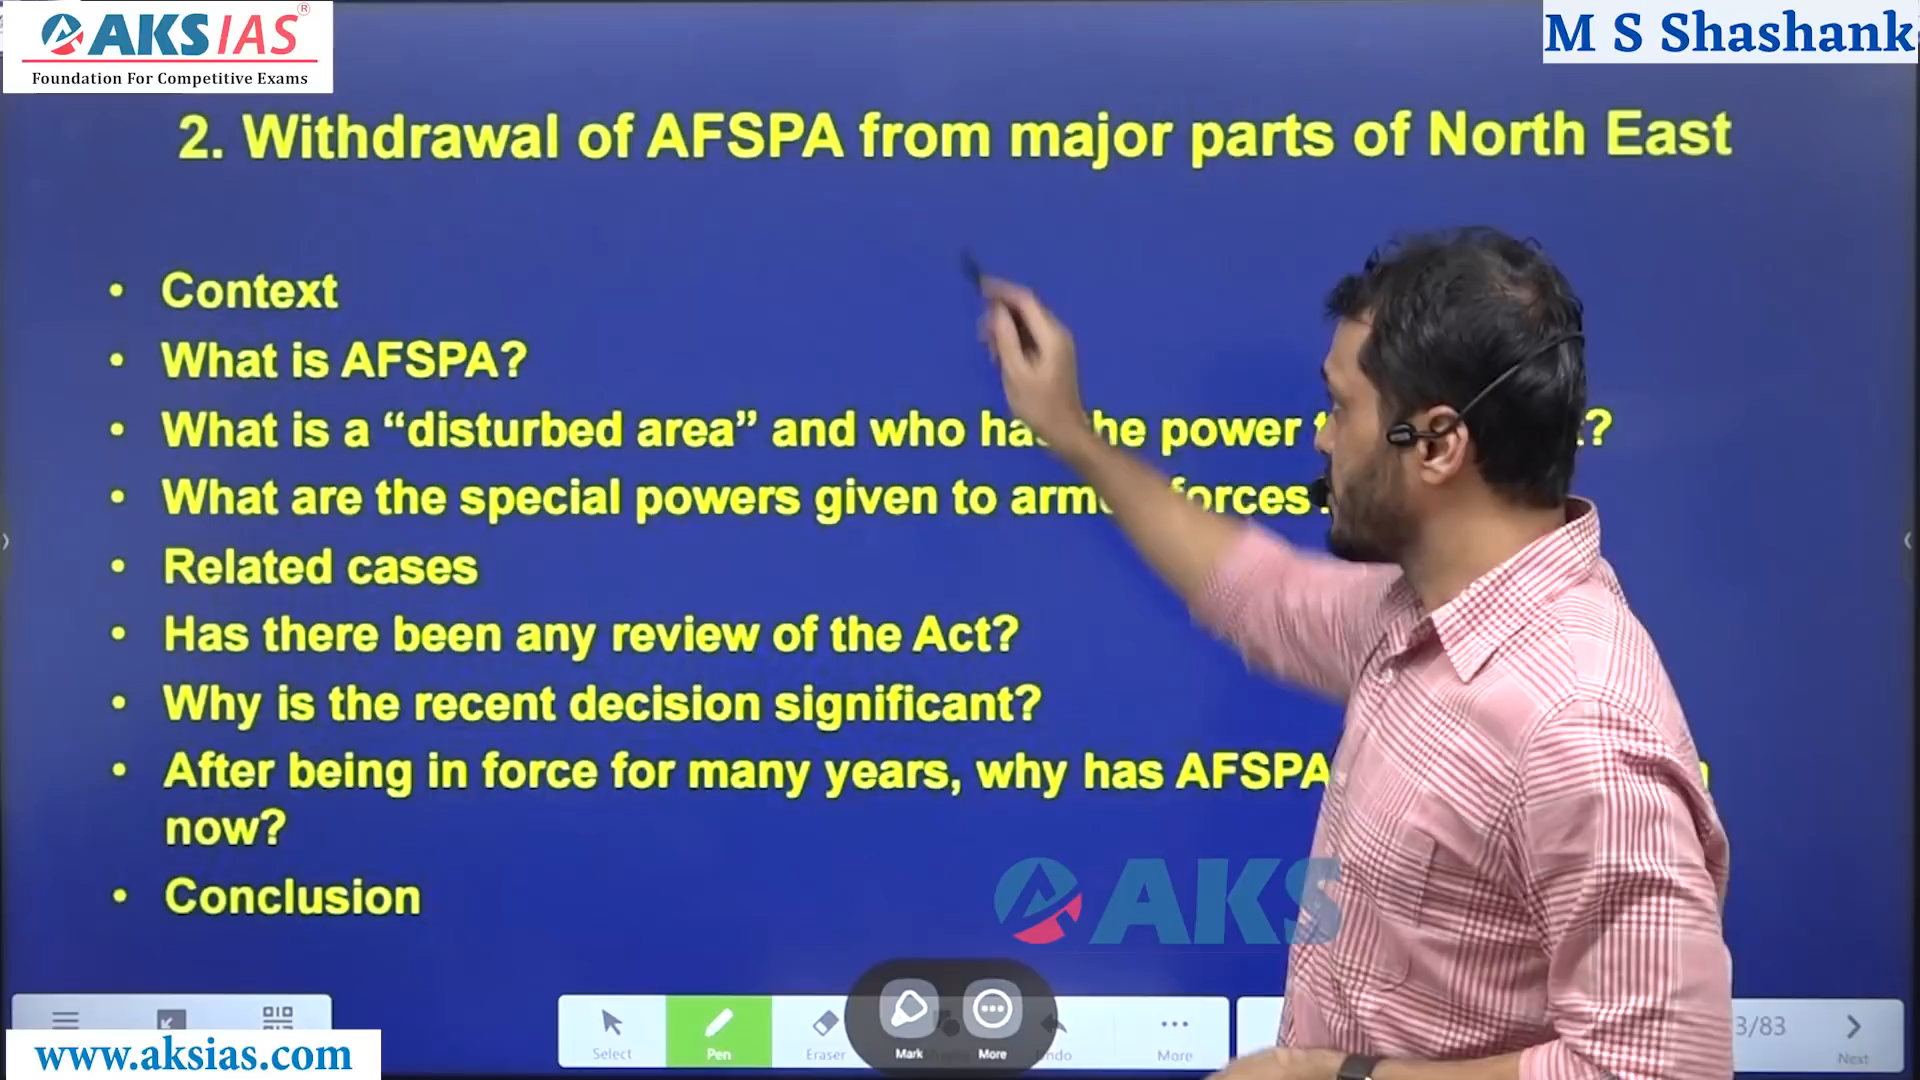 AKS IAS®
Foundation For Competitive Exams
M S Shashank
2. Withdrawal of AFSPA from major parts of North East
• Context
• What is AFSPA?
• What is a “disturbed area” and who has the power ?
• What are the special powers given to armed forces
• Related cases
• Has there been any review of the Act?
• Why is the recent decision significant?
• After being in force for many years, why has AFSPA
now?
• Conclusion
AKS
Select
Pen
Eraser
Mark
More
Undo
More
3/83
Next
www.aksias.com